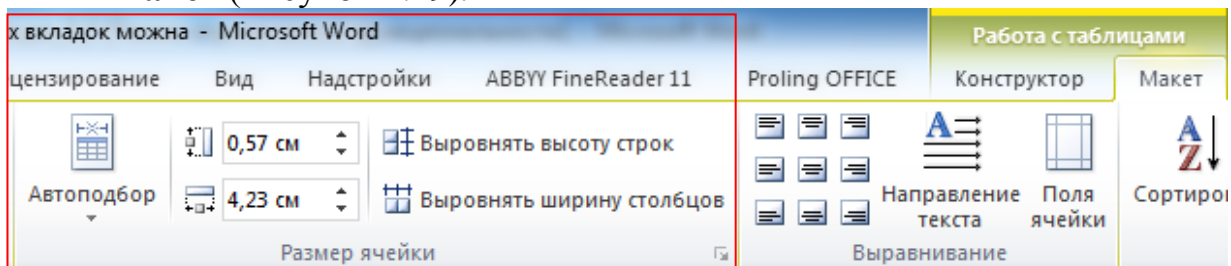 х вкладок можна - Microsoft Word
Работа с таблицами
цензирование Вид Надстройки ABBYY FineReader 11 Proling OFFICE Конструктор Макет
0,57 см Выровнять высоту строк
Автоподбор 4,23 см Выровнять ширину столбцов
Направление текста Поля ячейки Сортиров
Размер ячейки Выравнивание